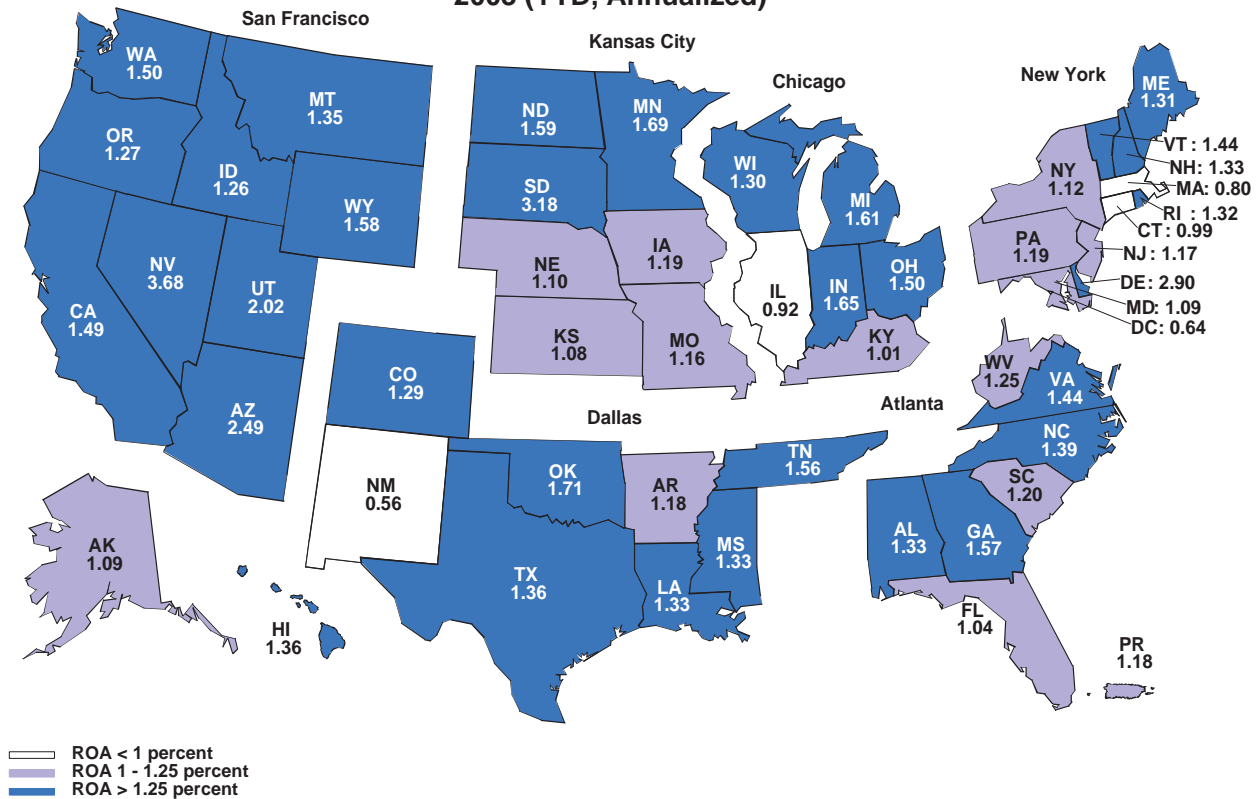 (YTD, Annualized)
San Francisco
Kansas City
Chicago
New York
WA
1.50
MT
1.35
OR
1.27
ID
1.26
WY
1.58
NV
3.68
UT
2.02
CA
1.49
AZ
2.49
ND
1.59
MN
1.69
SD
3.18
NE
1.10
IA
1.19
KS
1.08
MO
1.16
WI
1.30
MI
1.61
IL
0.92
IN
1.65
OH
1.50
KY
1.01
ME
1.31
NY
1.12
PA
1.19
VT : 1.44
NH: 1.33
MA: 0.80
RI : 1.32
CT: 0.99
NJ : 1.17
DE: 2.90
MD: 1.09
DC: 0.64
CO
1.29
Dallas
Atlanta
NM
0.56
OK
1.71
AR
1.18
TN
1.56
TX
1.36
LA
1.33
MS
1.33
WV
1.25
VA
1.44
NC
1.39
SC
1.20
AL
1.33
GA
1.57
FL
1.04
PR
1.18
AK
1.09
HI
1.36
ROA < 1 percent
ROA 1 - 1.25 percent
ROA > 1.25 percent